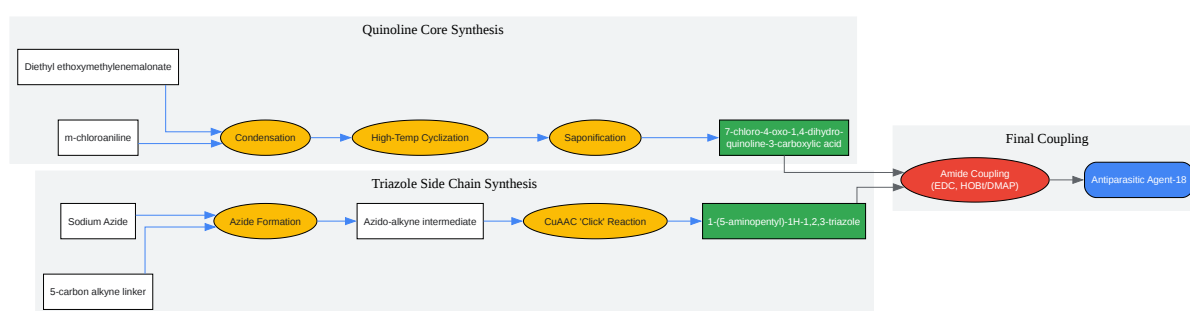 Quinoline Core Synthesis
Diethyl ethoxymethylenemalonate
m-chloroaniline
Condensation
High-Temp Cyclization
Saponification
7-chloro-4-oxo-1,4-dihydro-
quinoline-3-carboxylic acid
Triazole Side Chain Synthesis
Sodium Azide
Azide Formation
Azido-alkyne intermediate
CuAAC 'Click' Reaction
1-(5-aminopentyl)-1H-1,2,3-triazole
5-carbon alkyne linker
Final Coupling
Amide Coupling
(EDC, HOBt/DMAP)
Antiparasitic Agent-18